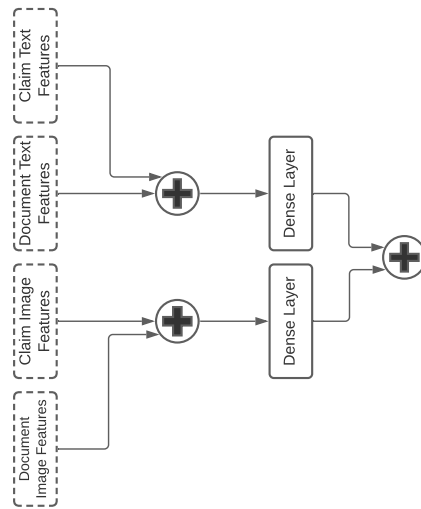 Claim Text
Features
Document Text
Features
Dense Layer
Claim Image
Features
Dense Layer
Document
Image Features